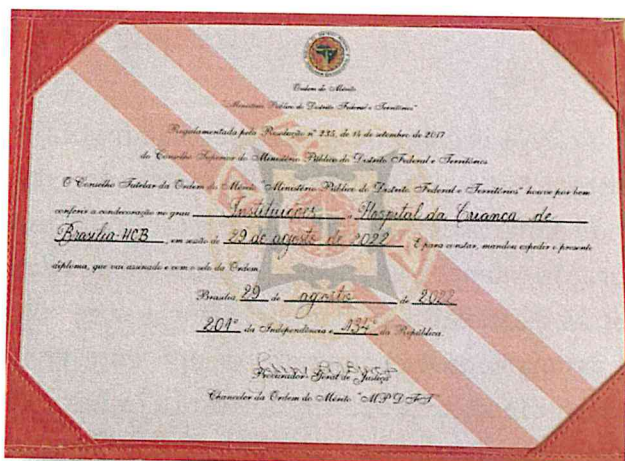 Ordem do Mérito
"Ministério Público do Distrito Federal e Territórios"
Regulamentada pela Resolução nº 235, de 14 de setembro de 2017
do Conselho Superior do Ministério Público do Distrito Federal e Territórios
O Conselho Tutelar da Ordem do Mérito "Ministério Público do Distrito Federal e Territórios" houve por bem
conferir a condecoração no grau Instituições a Hospital da Criança de
Brasília-HCB, em sessão de 29 de agosto de 2022. E para constar, mandou expedir o presente
diploma, que vai assinado e com o selo da Ordem.
Brasília, 29 de agosto de 2022
201º da Independência e 134º da República.
Procurador-Geral de Justiça
Chanceler da Ordem do Mérito "MPDFT"